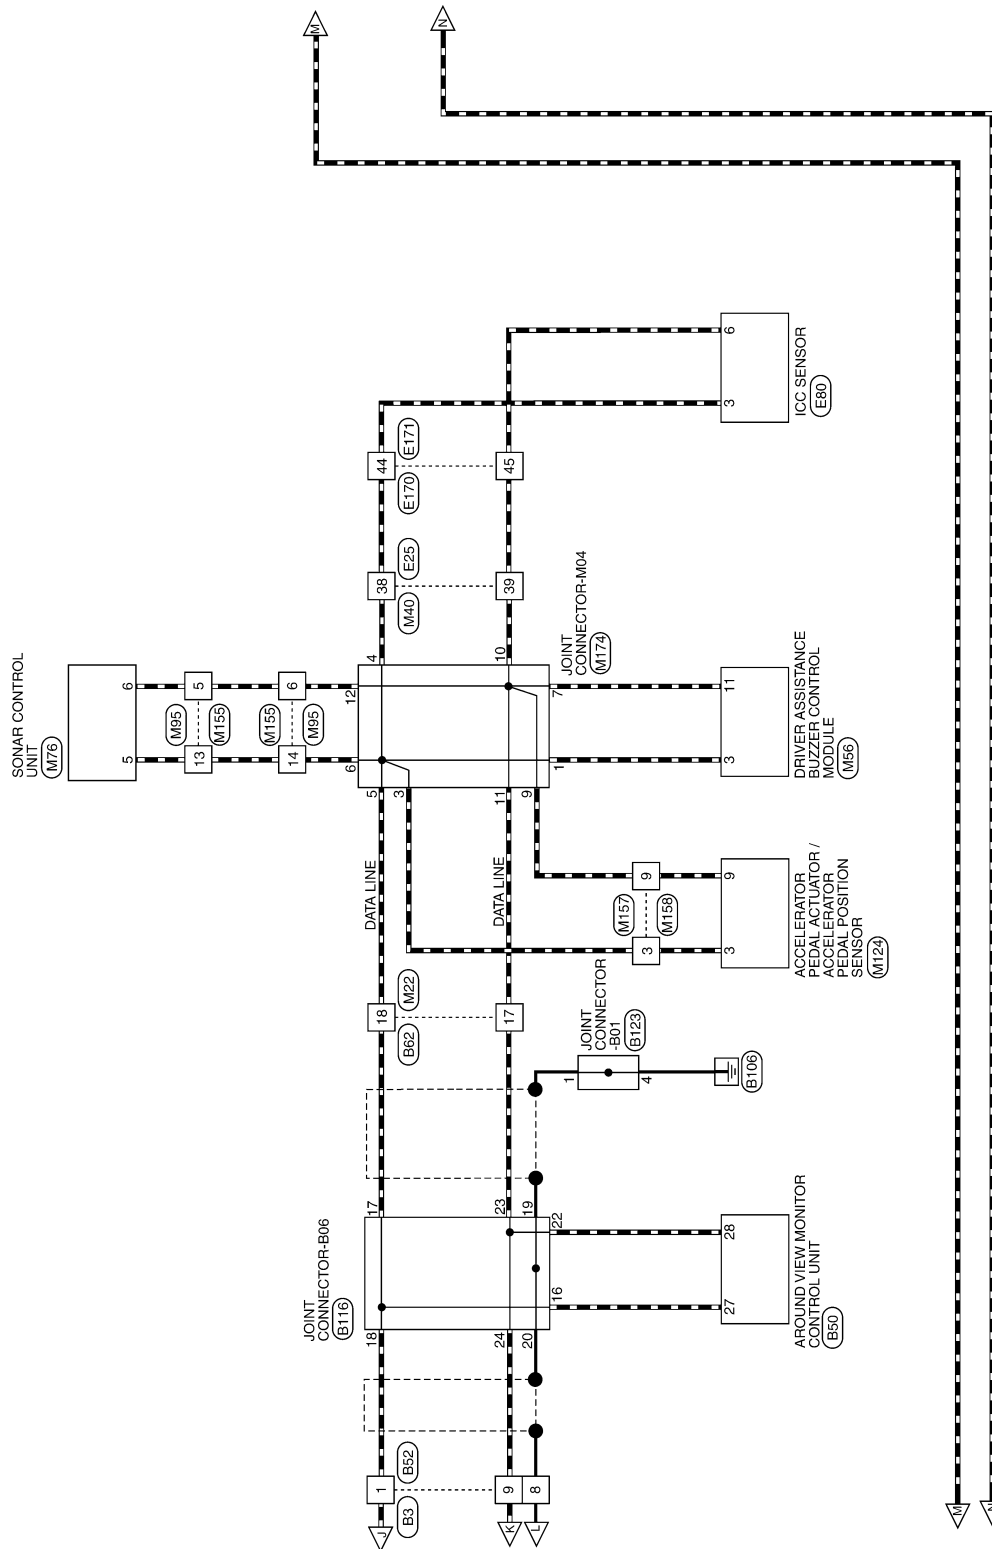 M
N
SONAR CONTROL
UNIT
M76
5
6
13
5
M95
M155
14
6
M155
M95
6
12
5
4
3
11
10
9
1
7
JOINT
CONNECTOR-M04
M174
38
M40
E25
39
44
E170
E171
45
3
6
ICC SENSOR
E80
3
11
DRIVER ASSISTANCE
BUZZER CONTROL
MODULE
M56
DATA LINE
DATA LINE
3
9
M157
M158
3
9
ACCELERATOR
PEDAL ACTUATOR /
ACCELERATOR
PEDAL POSITION
SENSOR
M124
18
B62
M22
17
JOINT
CONNECTOR
-B01
B123
1
4
B106
JOINT
CONNECTOR-B06
B116
18
17
24
23
20
19
16
22
27
28
AROUND VIEW MONITOR
CONTROL UNIT
B50
1
B3
B52
9
8
J
K
L
M
N